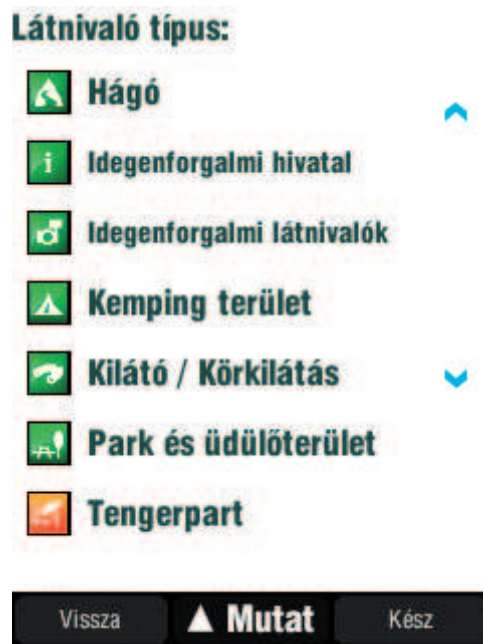 Látnivaló típus:
Hágó
Idegenforgalmi hivatal
Idegenforgalmi látnivalók
Kemping terület
Kilátó / Körkilátás
Park és üdülőterület
Tengerpart
Vissza
Mutat
Kész